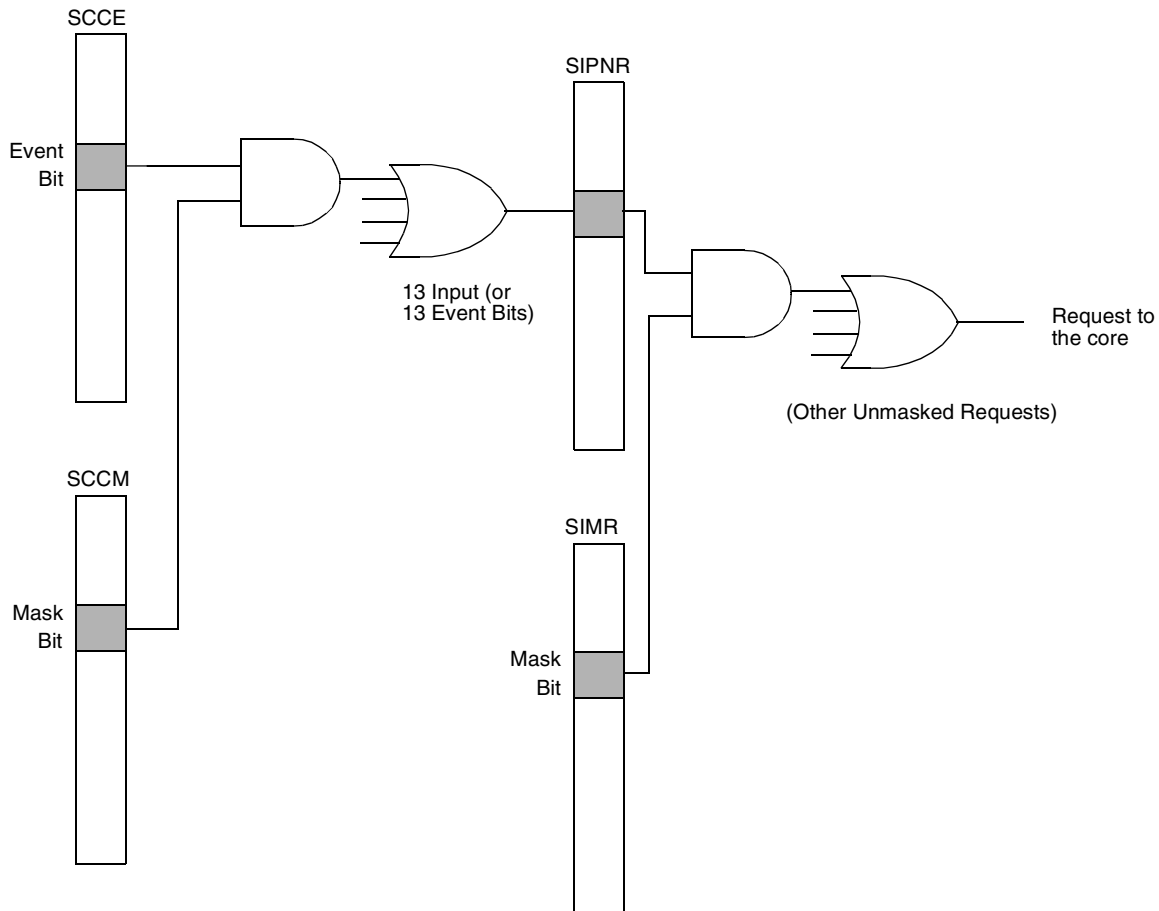 SCCE
Event
Bit
SIPNR
13 Input (or
13 Event Bits)
Request to
the core
(Other Unmasked Requests)
SCCM
Mask
Bit
SIMR
Mask
Bit